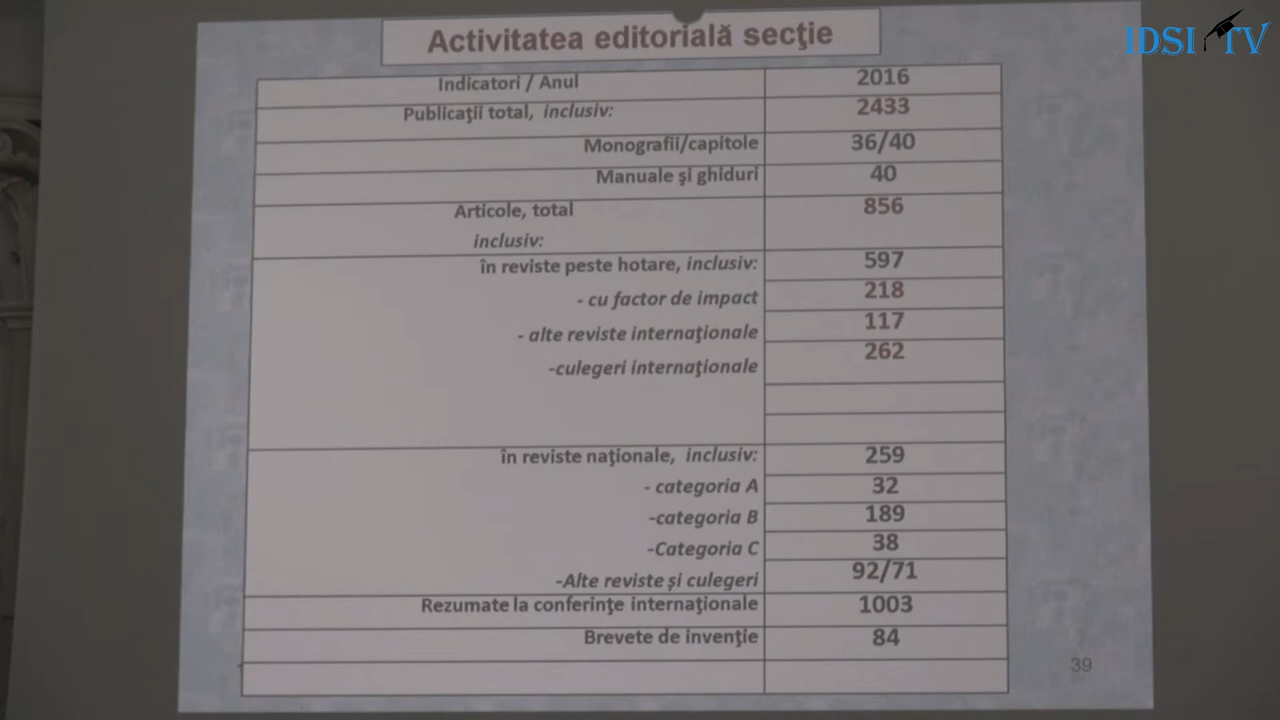 IDSI TV
Activitatea editorială secţie
Indicatori / Anul 2016
Publicaţii total, inclusiv: 2433
Monografii/capitole 36/40
Manuale şi ghiduri 40
Articole, total 856
inclusiv:
în reviste peste hotare, inclusiv: 597
- cu factor de impact 218
- alte reviste internaţionale 117
-culegeri internaţionale 262
în reviste naţionale, inclusiv: 259
- categoria A 32
-categoria B 189
-Categoria C 38
-Alte reviste și culegeri 92/71
Rezumate la conferinţe internaţionale 1003
Brevete de invenţie 84
39